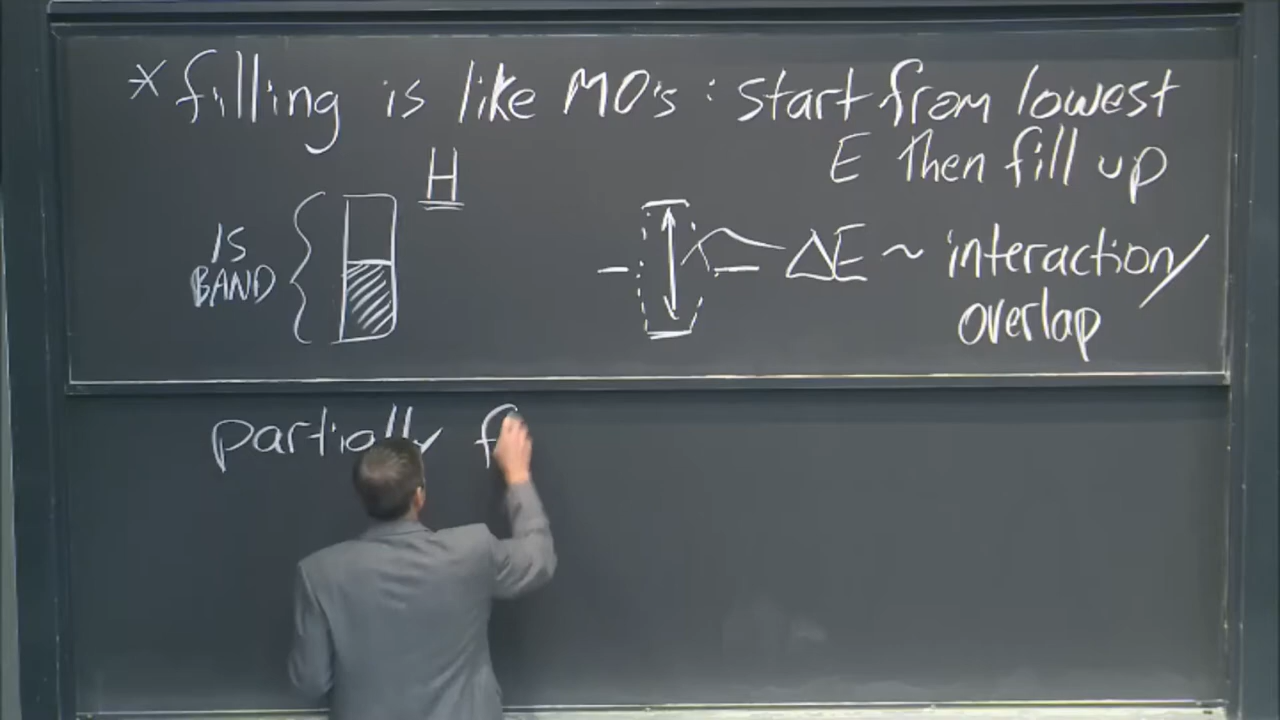 * filling is like MO's : start from lowest
E then fill up
H
1S
BAND
ΔE ~ interaction/
overlap
partially f